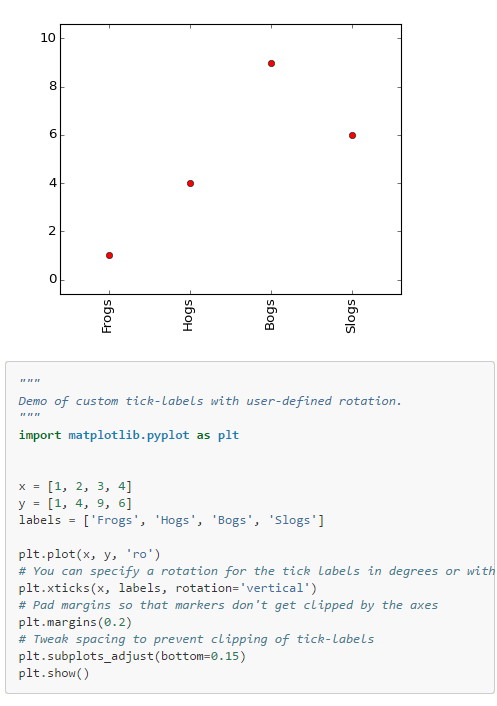 10
8
6
4
2
0
Frogs Hogs Bogs Slogs
"""
Demo of custom tick-labels with user-defined rotation.
"""
import matplotlib.pyplot as plt
x = [1, 2, 3, 4]
y = [1, 4, 9, 6]
labels = ['Frogs', 'Hogs', 'Bogs', 'Slogs']
plt.plot(x, y, 'ro')
# You can specify a rotation for the tick labels in degrees or with
plt.xticks(x, labels, rotation='vertical')
# Pad margins so that markers don't get clipped by the axes
plt.margins(0.2)
# Tweak spacing to prevent clipping of tick-labels
plt.subplots_adjust(bottom=0.15)
plt.show()